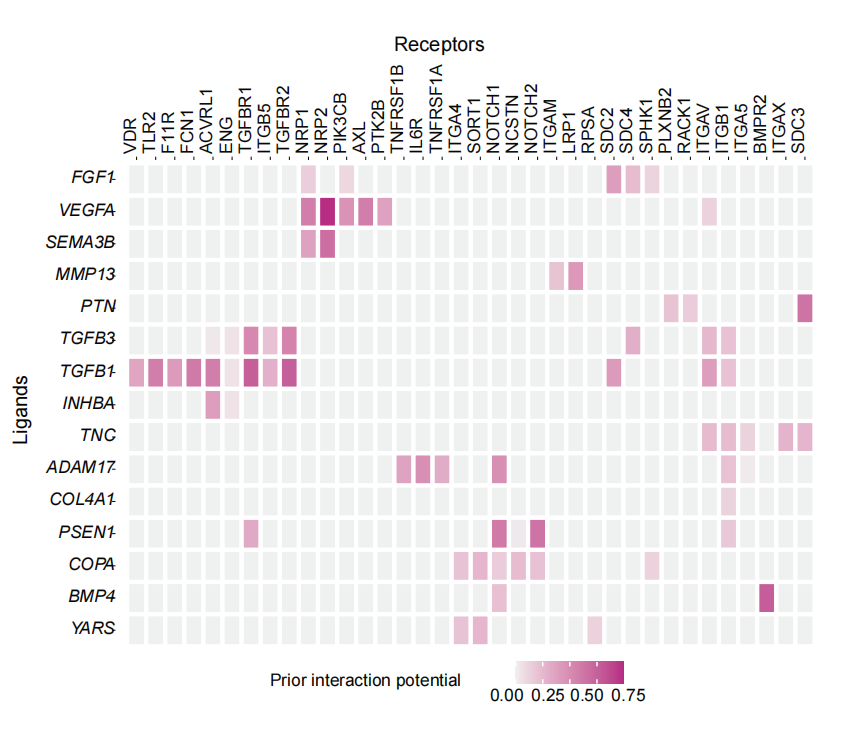 Receptors
VDR
TLR2
F11R
FCN1
ACVRL1
ENG
TGFBR1
ITGB5
TGFBR2
NRP1
NRP2
PIK3CB
AXL
PTK2B
TNFRSF1B
IL6R
TNFRSF1A
ITGA4
SORT1
NOTCH1
NCSTN
NOTCH2
ITGAM
LRP1
RPSA
SDC2
SDC4
SPHK1
PLXNB2
RACK1
ITGAV
ITGB1
ITGA5
BMPR2
ITGAX
SDC3
Ligands
FGF1
VEGFA
SEMA3B
MMP13
PTN
TGFB3
TGFB1
INHBA
TNC
ADAM17
COL4A1
PSEN1
COPA
BMP4
YARS
Prior interaction potential
0.00 0.25 0.50 0.75